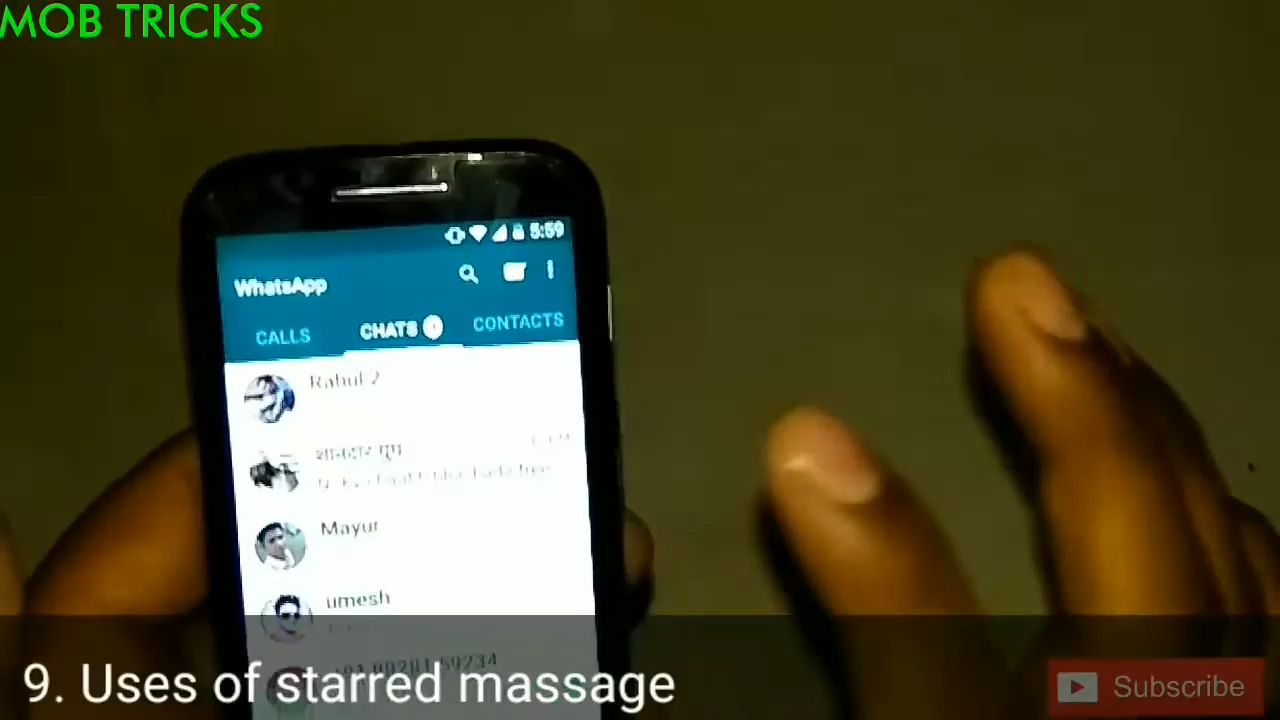 MOB TRICKS
5:59
WhatsApp
CALLS CHATS CONTACTS
Rahul 2
Mayur
umesh
9. Uses of starred massage
Subscribe